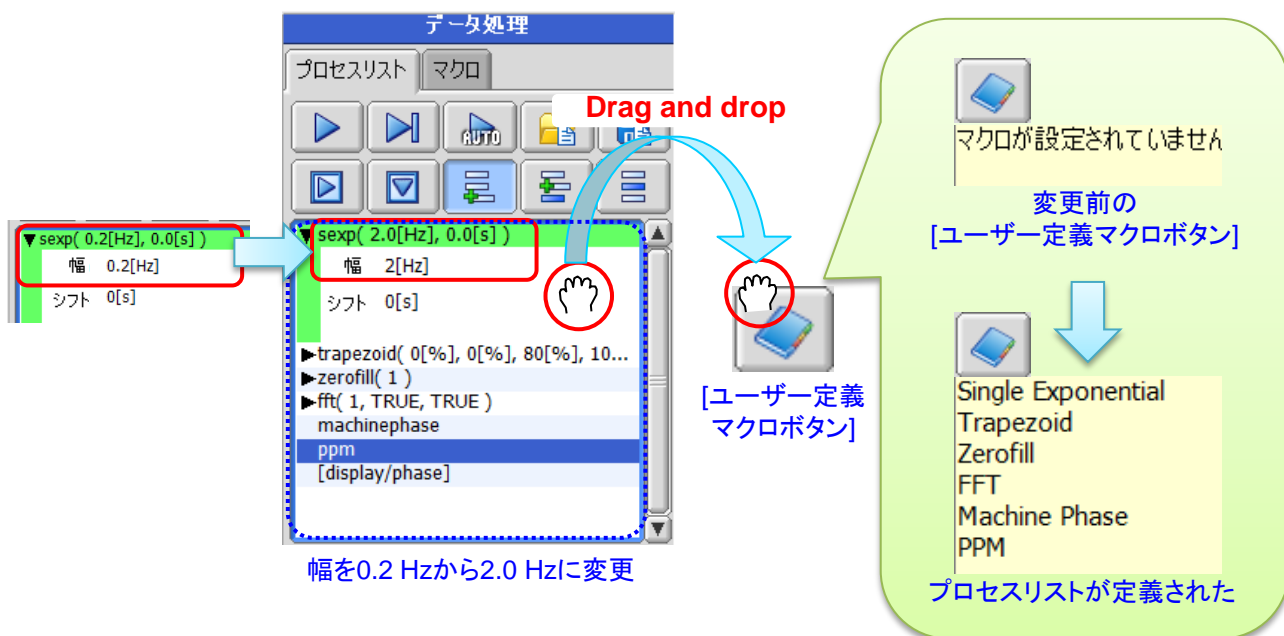 データ処理
プロセスリスト
マクロ
AUTO
Drag and drop
sexp( 0.2[Hz], 0.0[s] )
幅 0.2[Hz]
シフト 0[s]
sexp( 2.0[Hz], 0.0[s] )
幅 2[Hz]
シフト 0[s]
trapezoid( 0[%], 0[%], 80[%], 10...
zerofill( 1 )
fft( 1, TRUE, TRUE )
machinephase
ppm
[display/phase]
幅を0.2 Hzから2.0 Hzに変更
[ユーザー定義
マクロボタン]
マクロが設定されていません
変更前の
[ユーザー定義マクロボタン]
Single Exponential
Trapezoid
Zerofill
FFT
Machine Phase
PPM
プロセスリストが定義された